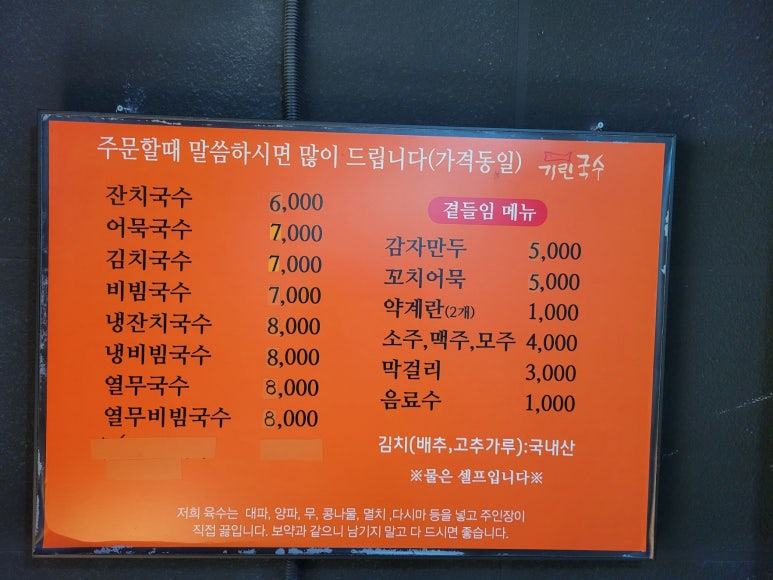 주문할때 말씀하시면 많이 드립니다(가격동일) 기린국수
잔치국수 6,000
어묵국수 7,000
김치국수 7,000
비빔국수 7,000
냉잔치국수 8,000
냉비빔국수 8,000
열무국수 8,000
열무비빔국수 8,000
곁들임 메뉴
감자만두 5,000
꼬치어묵 5,000
약계란(2개) 1,000
소주,맥주,모주 4,000
막걸리 3,000
음료수 1,000
김치(배추,고추가루):국내산
※물은 셀프입니다※
저희 육수는 대파, 양파, 무, 콩나물, 멸치 ,다시마 등을 넣고 주인장이
직접 끓입니다. 보약과 같으니 남기지 말고 다 드시면 좋습니다.